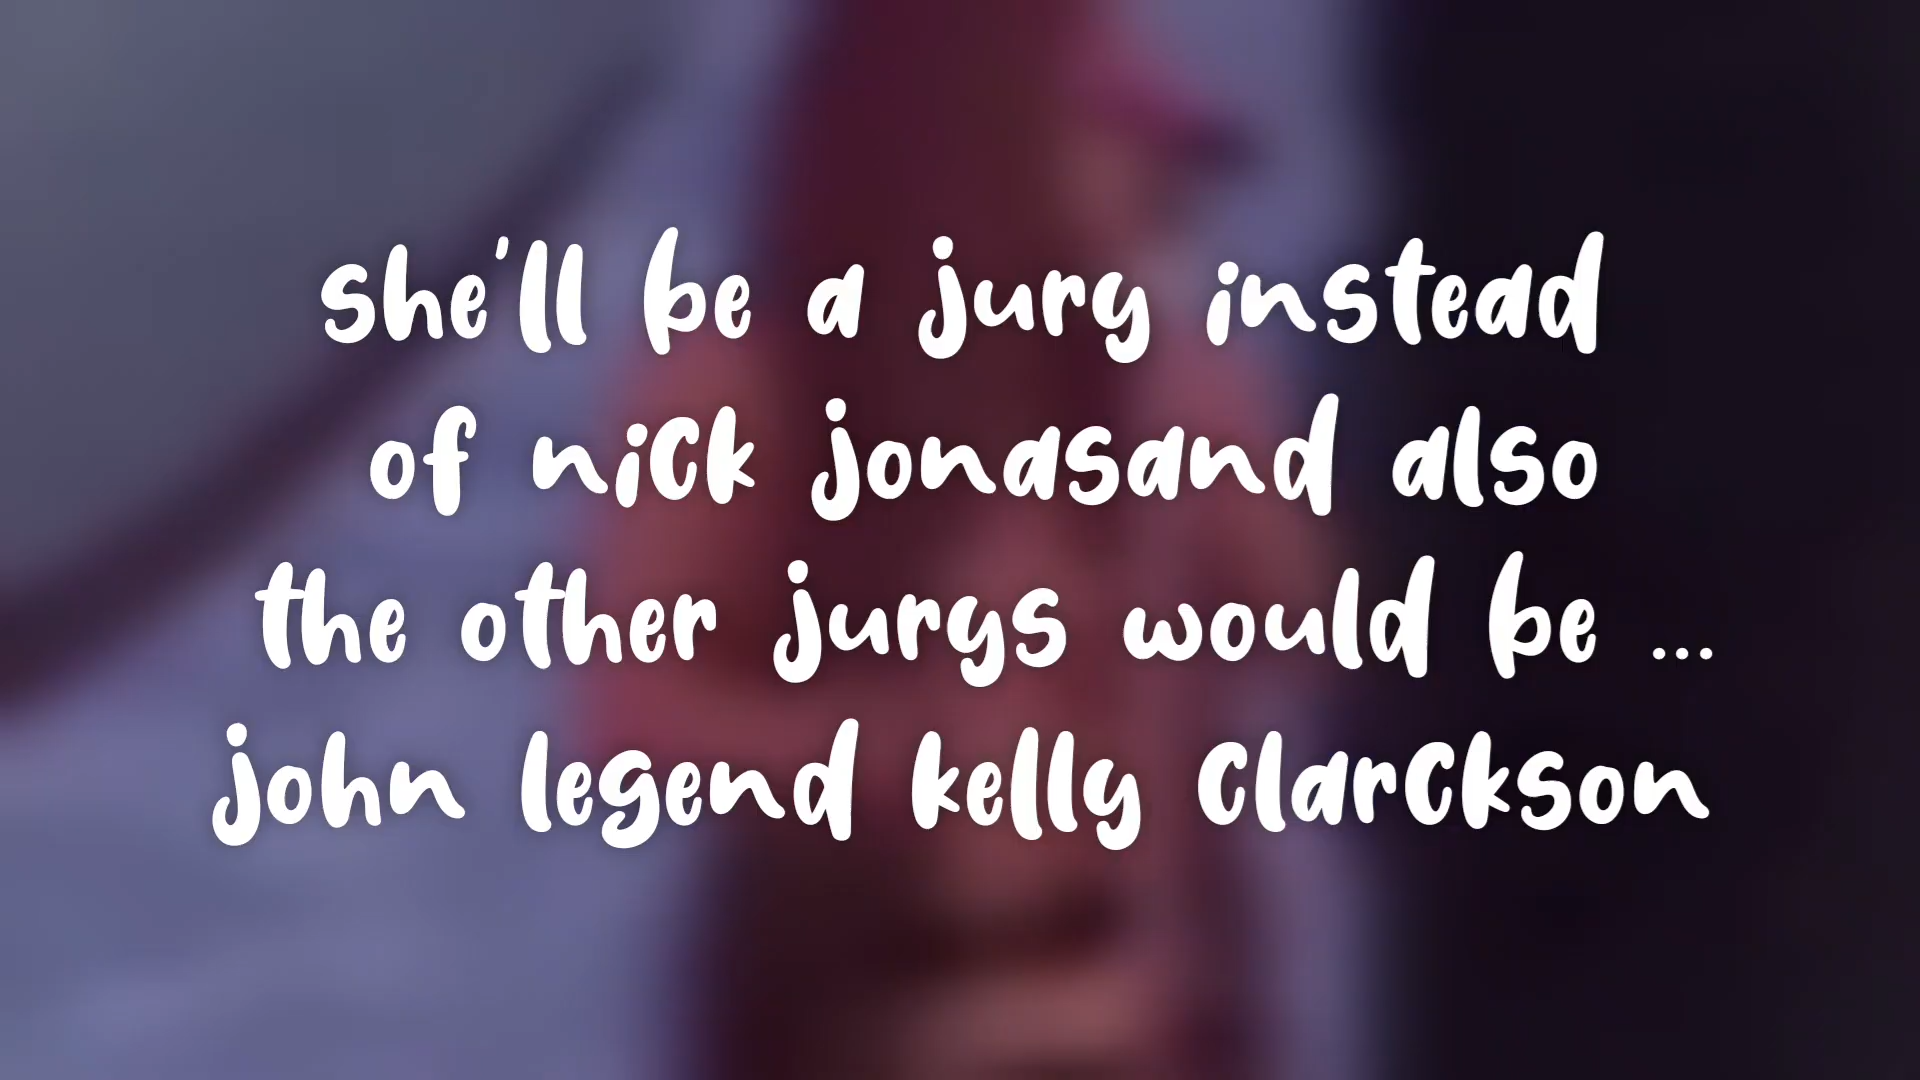 she'll be a jury instead
of nick jonasand also
the other jurys would be ...
john legend kelly clarckson